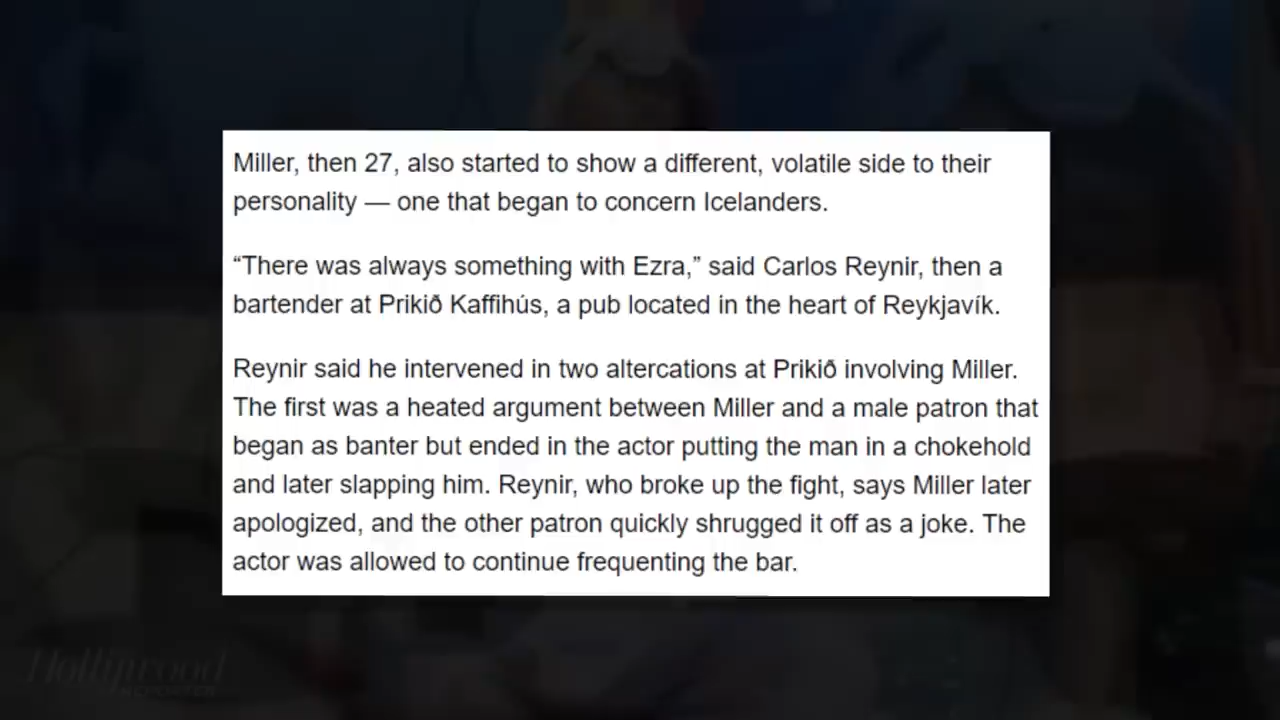 Miller, then 27, also started to show a different, volatile side to their
personality — one that began to concern Icelanders.
“There was always something with Ezra,” said Carlos Reynir, then a
bartender at Prikið Kaffihús, a pub located in the heart of Reykjavík.
Reynir said he intervened in two altercations at Prikið involving Miller.
The first was a heated argument between Miller and a male patron that
began as banter but ended in the actor putting the man in a chokehold
and later slapping him. Reynir, who broke up the fight, says Miller later
apologized, and the other patron quickly shrugged it off as a joke. The
actor was allowed to continue frequenting the bar.
Hollywood
REPORTER